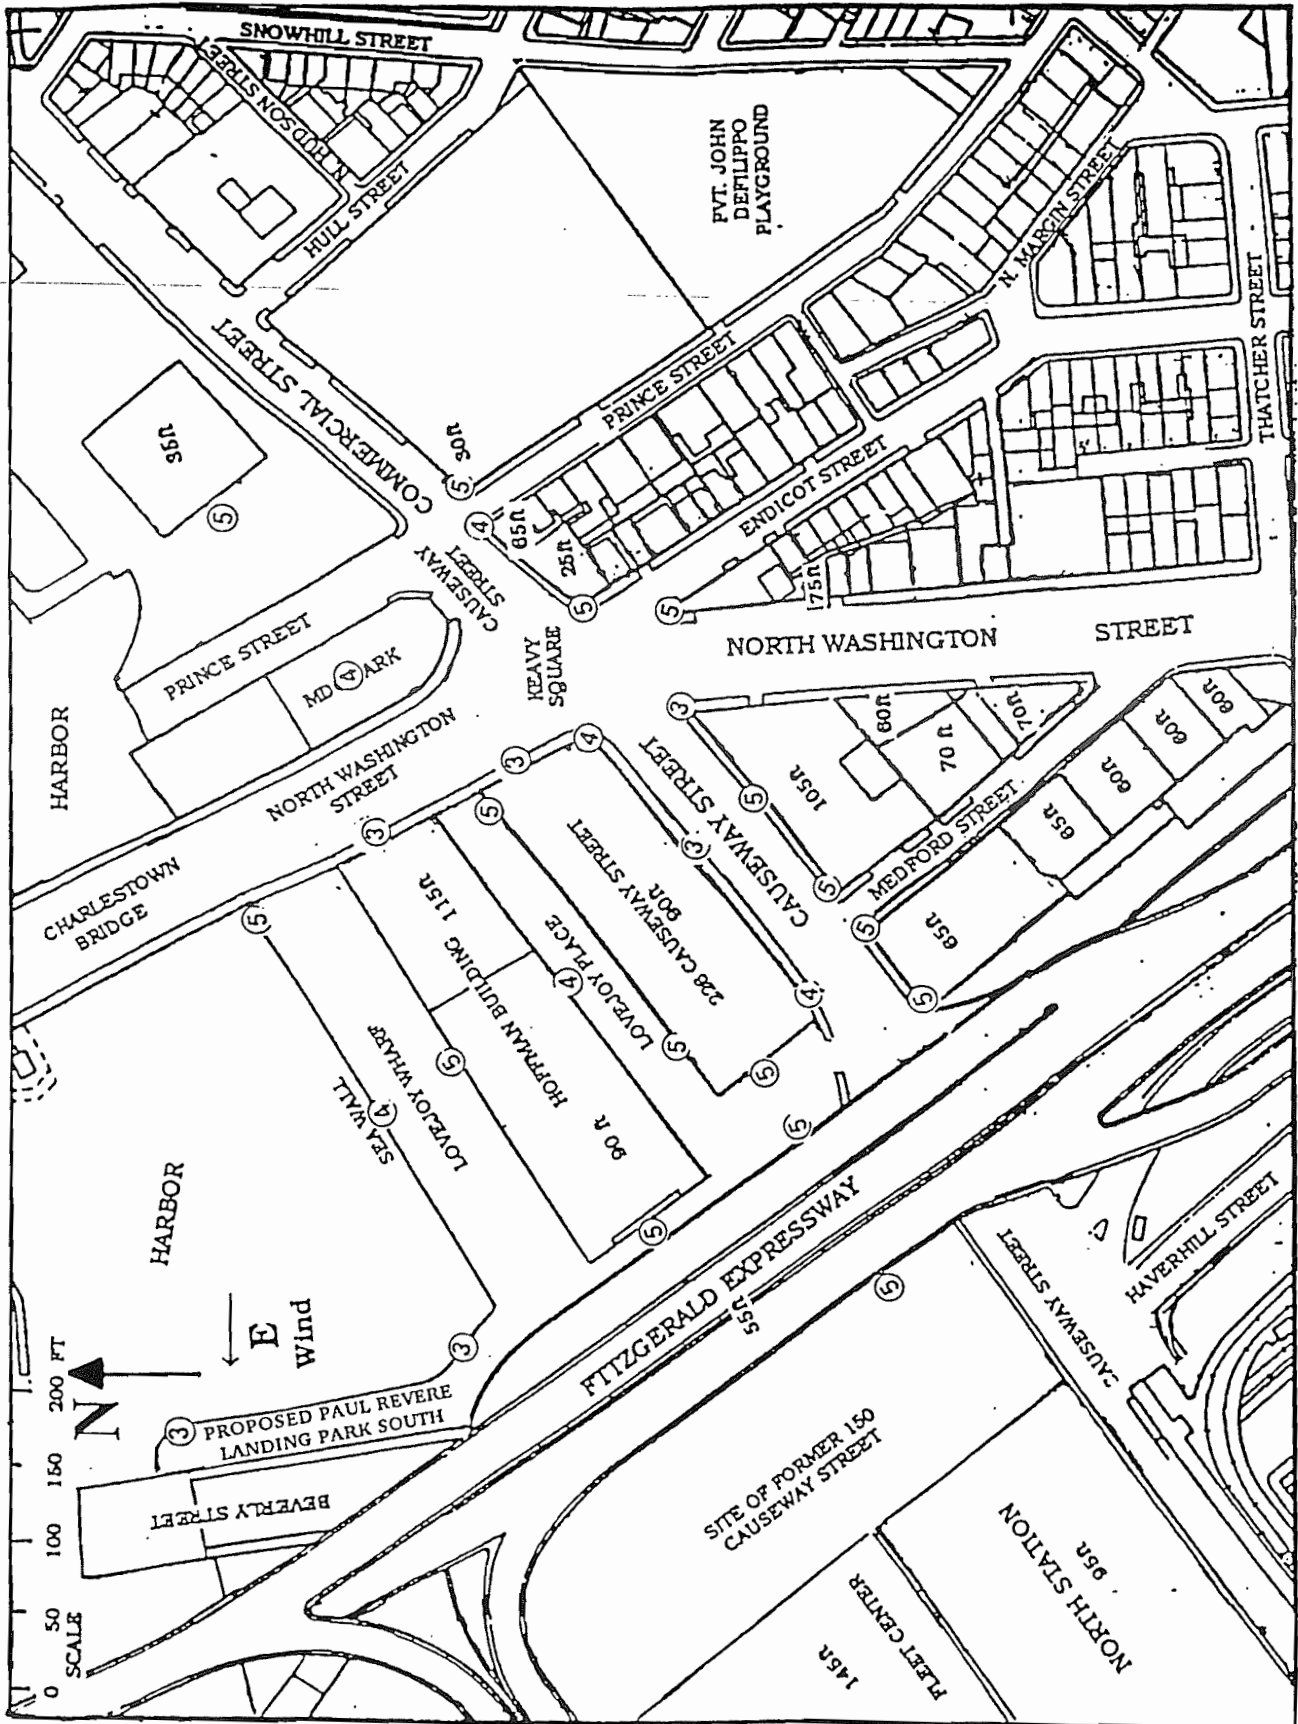 SNOWHILL STREET
N. HUDSON STREET
HULL STREET
PVT. JOHN
DEFILIPPO
PLAYGROUND
N. MARGIN STREET
THATCHER STREET
COMMERCIAL STREET
35ft
5
30ft
5
PRINCE STREET
4
65ft
25ft
ENDICOT STREET
CAUSEWAY
STREET
5
5
175ft
HARBOR
PRINCE STREET
MD 4 ARK
KEAVY
SQUARE
NORTH WASHINGTON
STREET
NORTH WASHINGTON
STREET
3
4
3
3
CHARLESTOWN
BRIDGE
5
5
CAUSEWAY STREET
5
105ft
60ft
70 ft
70ft
60ft
60ft
60ft
65ft
MEDFORD STREET
5
3
226 CAUSEWAY STREET
90ft
115ft
HOFFMAN BUILDING
LOVEJOY PLACE
4
5
65ft
5
4
5
5
5
LOVEJOY WHARF
4
SEA WALL
5
90 ft
5
HARBOR
FITZGERALD EXPRESSWAY
55ft
5
CAUSEWAY STREET
HAVERHILL STREET
E
Wind
N
3
3
PROPOSED PAUL REVERE
LANDING PARK SOUTH
BEVERLY STREET
SITE OF FORMER 150
CAUSEWAY STREET
NORTH STATION
95ft
FLEET CENTER
145ft
0 50 100 150 200 FT
SCALE